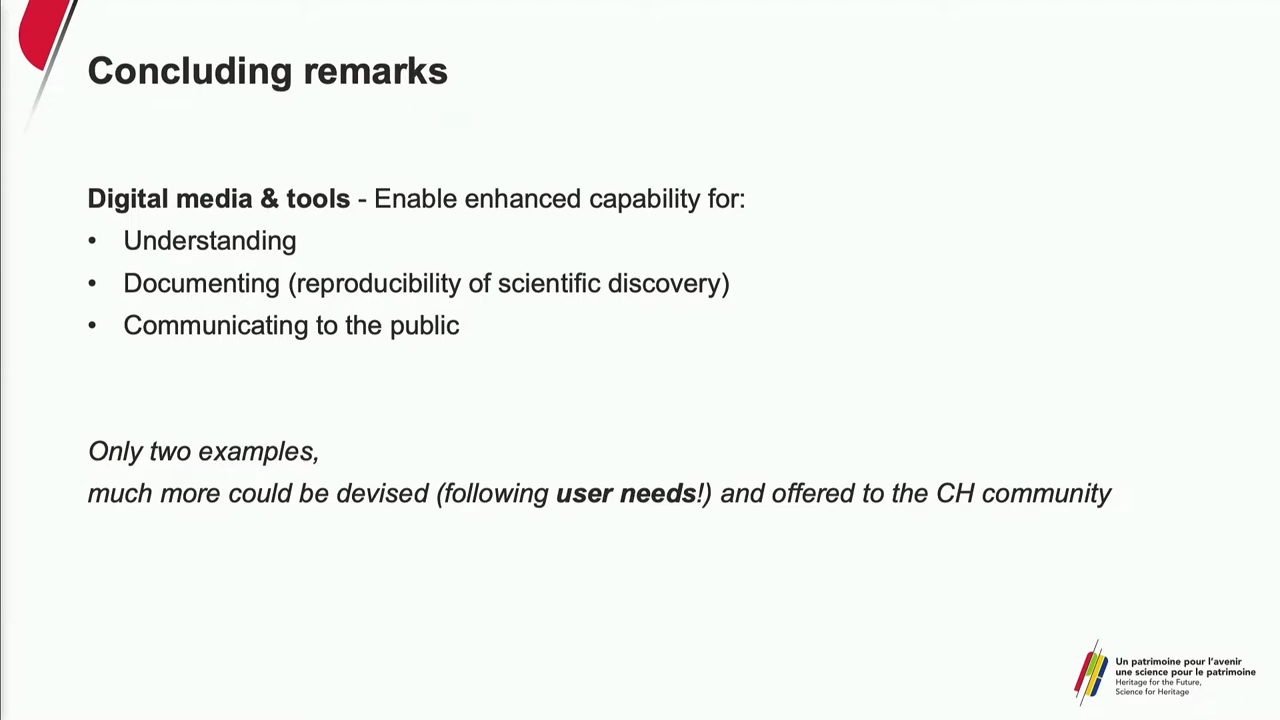 Concluding remarks
Digital media & tools - Enable enhanced capability for:
• Understanding
• Documenting (reproducibility of scientific discovery)
• Communicating to the public
Only two examples,
much more could be devised (following user needs!) and offered to the CH community
Un patrimoine pour l'avenir
une science pour le patrimoine
Heritage for the Future,
Science for Heritage